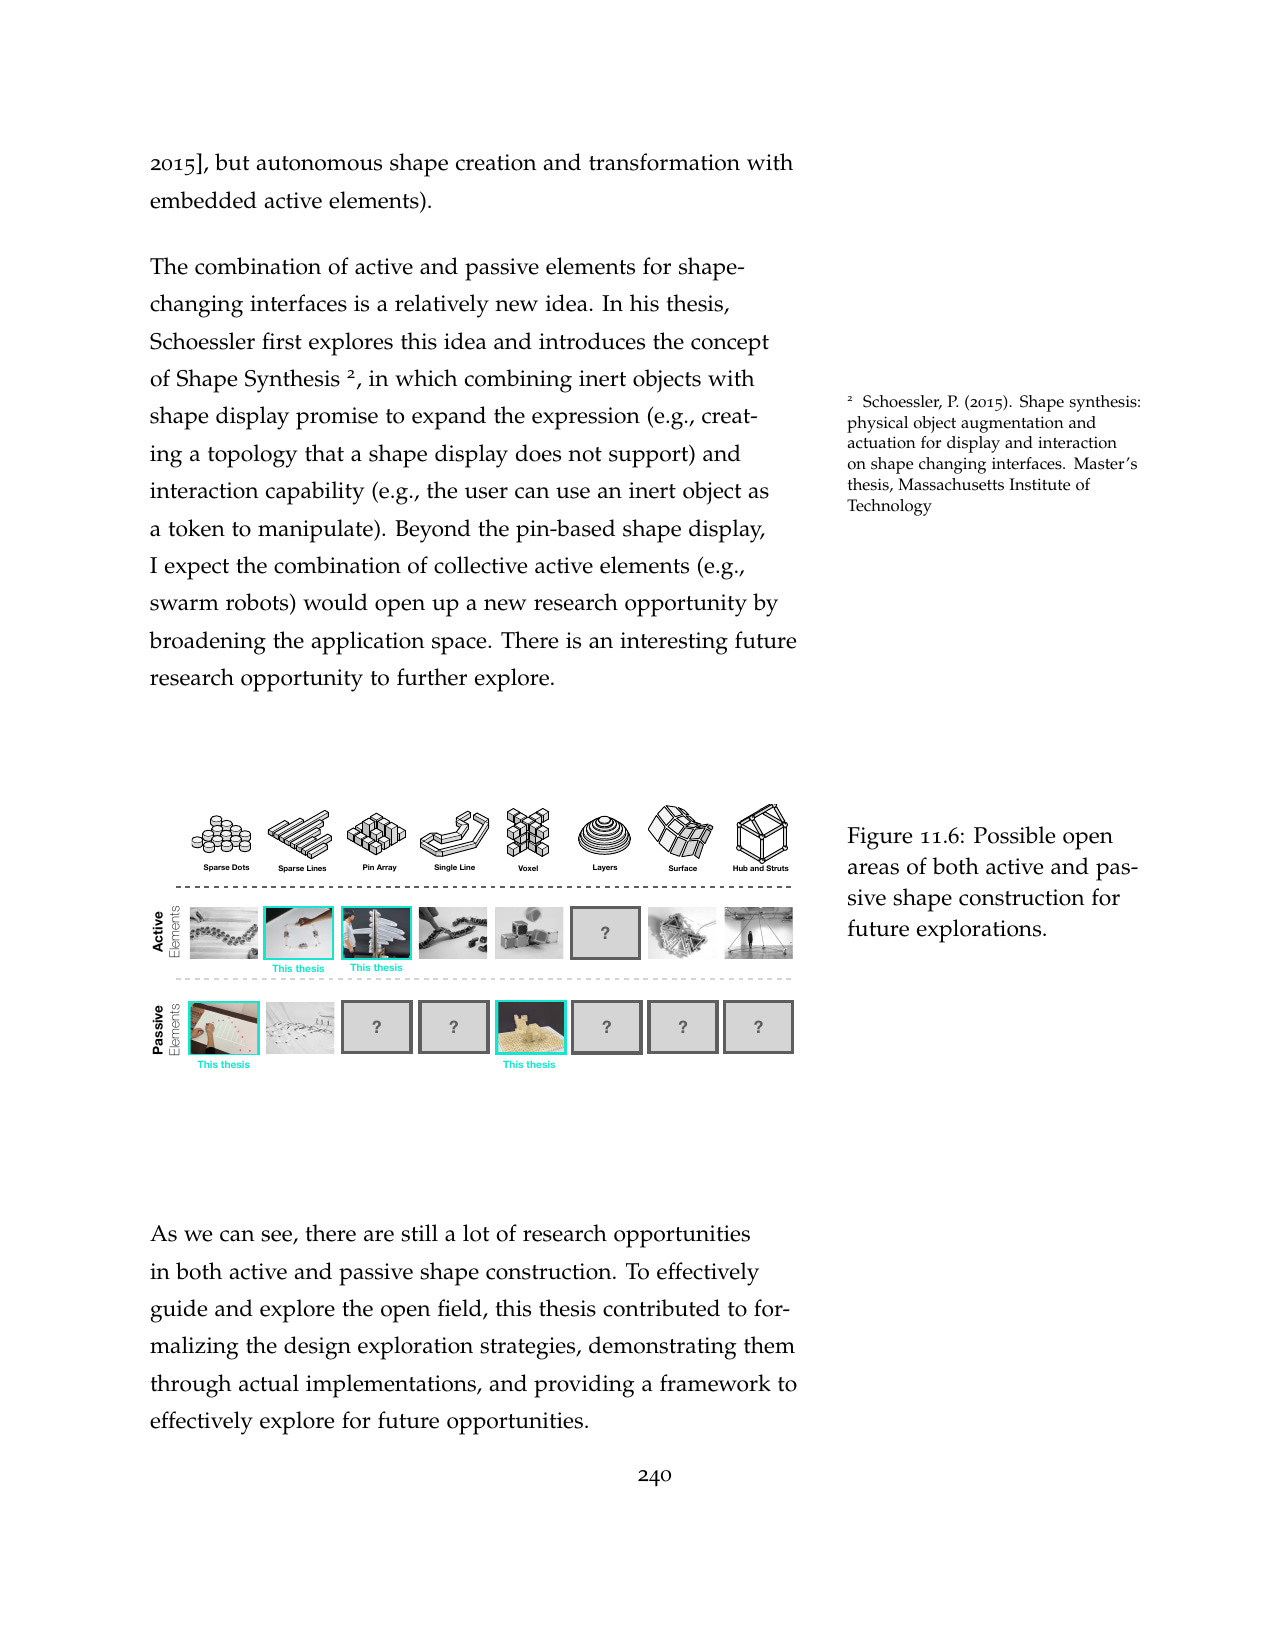 2015], but autonomous shape creation and transformation with
embedded active elements).
The combination of active and passive elements for shape-
changing interfaces is a relatively new idea. In his thesis,
Schoessler first explores this idea and introduces the concept
of Shape Synthesis ², in which combining inert objects with
shape display promise to expand the expression (e.g., creat-
ing a topology that a shape display does not support) and
interaction capability (e.g., the user can use an inert object as
a token to manipulate). Beyond the pin-based shape display,
I expect the combination of collective active elements (e.g.,
swarm robots) would open up a new research opportunity by
broadening the application space. There is an interesting future
research opportunity to further explore.
² Schoessler, P. (2015). Shape synthesis:
physical object augmentation and
actuation for display and interaction
on shape changing interfaces. Master's
thesis, Massachusetts Institute of
Technology
Sparse Dots Sparse Lines Pin Array Single Line Voxel Layers Surface Hub and Struts
Active
Elements
?
This thesis This thesis
Passive
Elements
? ? ? ? ?
This thesis This thesis
Figure 11.6: Possible open
areas of both active and pas-
sive shape construction for
future explorations.
As we can see, there are still a lot of research opportunities
in both active and passive shape construction. To effectively
guide and explore the open field, this thesis contributed to for-
malizing the design exploration strategies, demonstrating them
through actual implementations, and providing a framework to
effectively explore for future opportunities.
240